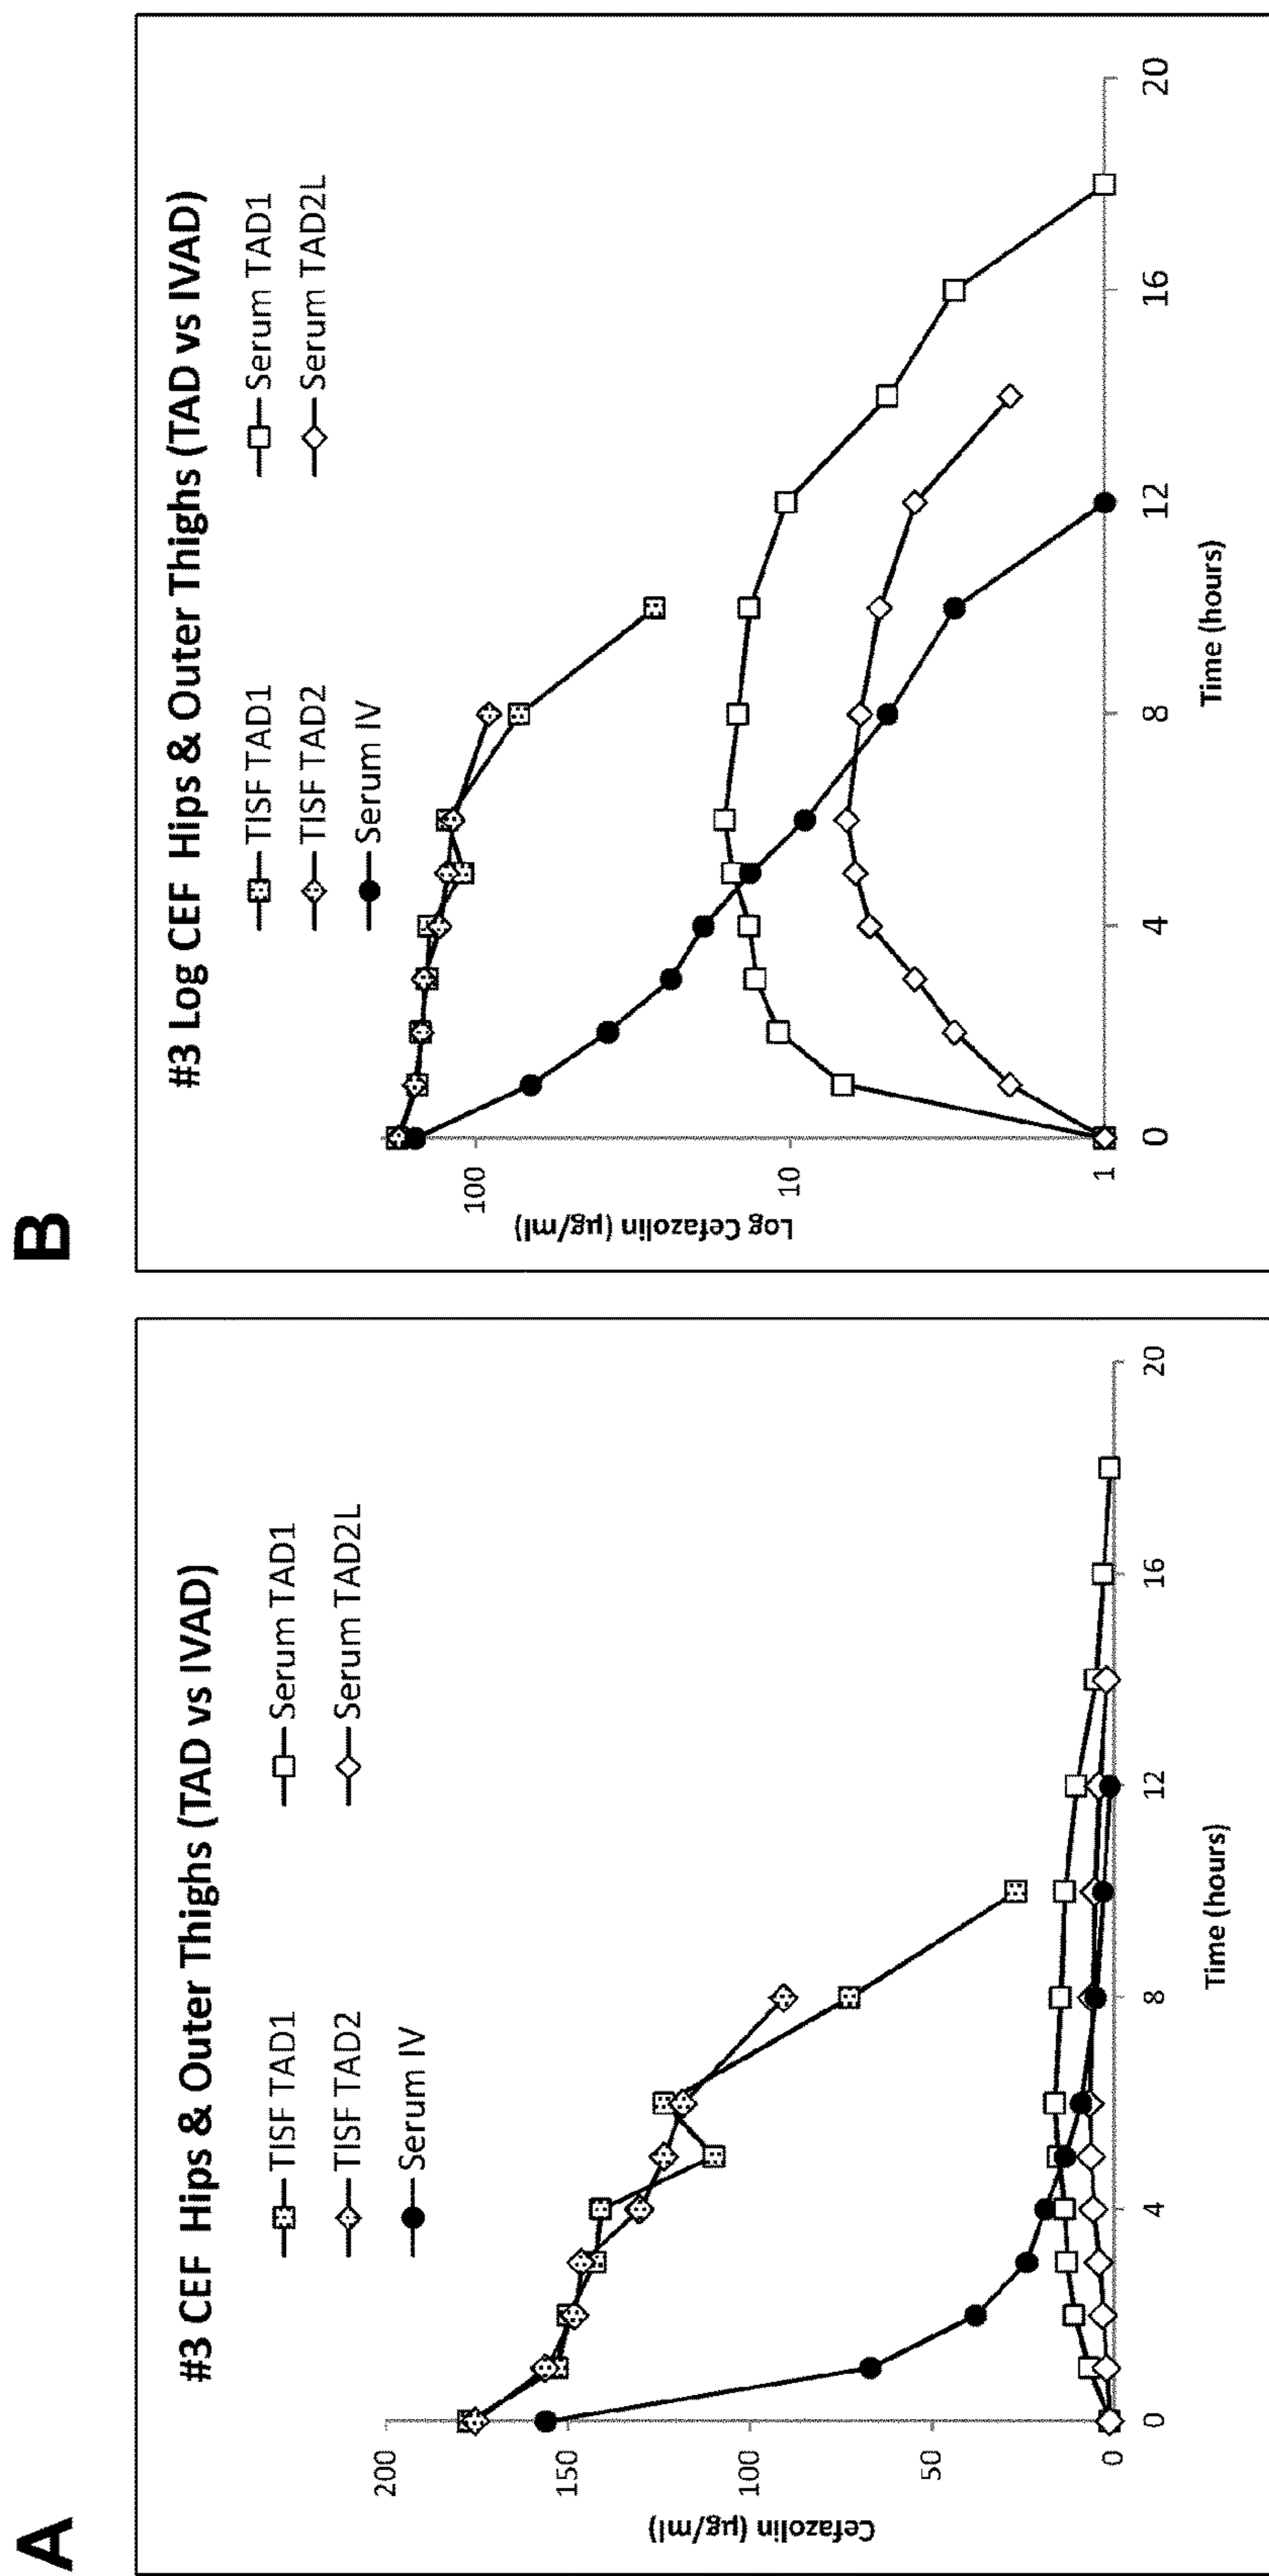 A
#3 CEF Hips & Outer Thighs (TAD vs IVAD)
TISF TAD1
Serum TAD1
TISF TAD2
Serum TAD2L
Serum IV
200
150
100
50
0
Cefazolin (µg/ml)
0 4 8 12 16 20
Time (hours)
B
#3 Log CEF Hips & Outer Thighs (TAD vs IVAD)
TISF TAD1
Serum TAD1
TISF TAD2
Serum TAD2L
Serum IV
100
10
1
Log Cefazolin (µg/ml)
0 4 8 12 16 20
Time (hours)